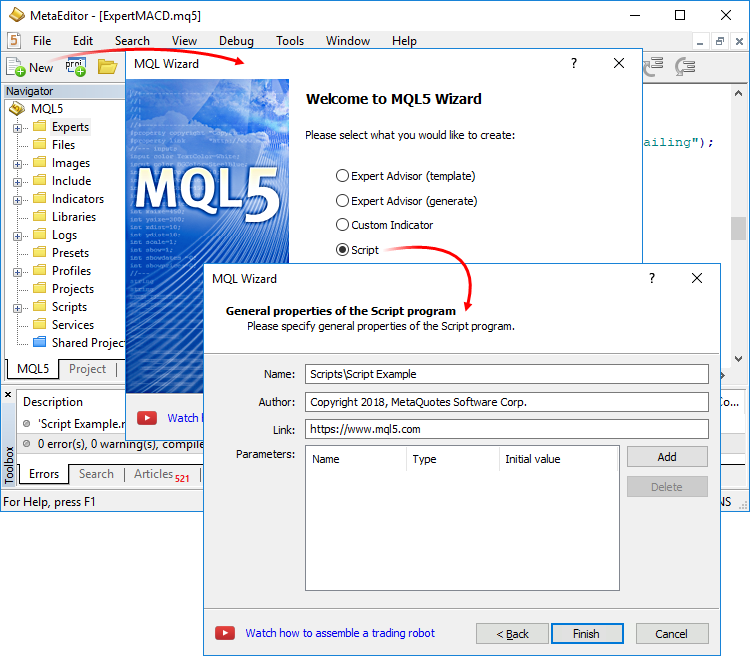 MetaEditor - [ExpertMACD.mq5]
File Edit Search View Debug Tools Window Help
New
Navigator
MQL5
Experts
Files
Images
Include
Indicators
Libraries
Logs
Presets
Profiles
Projects
Scripts
Services
Shared Projec
MQL5 Project
ailing");
MQL Wizard
?
MQL5
Welcome to MQL5 Wizard
Please select what you would like to create:
Expert Advisor (template)
Expert Advisor (generate)
Custom Indicator
Script
Watch h
MQL Wizard
?
General properties of the Script program
Please specify general properties of the Script program.
Name: Scripts\Script Example
Author: Copyright 2018, MetaQuotes Software Corp.
Link: https://www.mql5.com
Parameters:
Name Type Initial value
Add
Delete
Watch how to assemble a trading robot
< Back Finish Cancel
Toolbox
Description
Co...
'Script Example.
0 error(s), 0 warning(s), compile
Errors Search Articles 521
For Help, press F1
NS